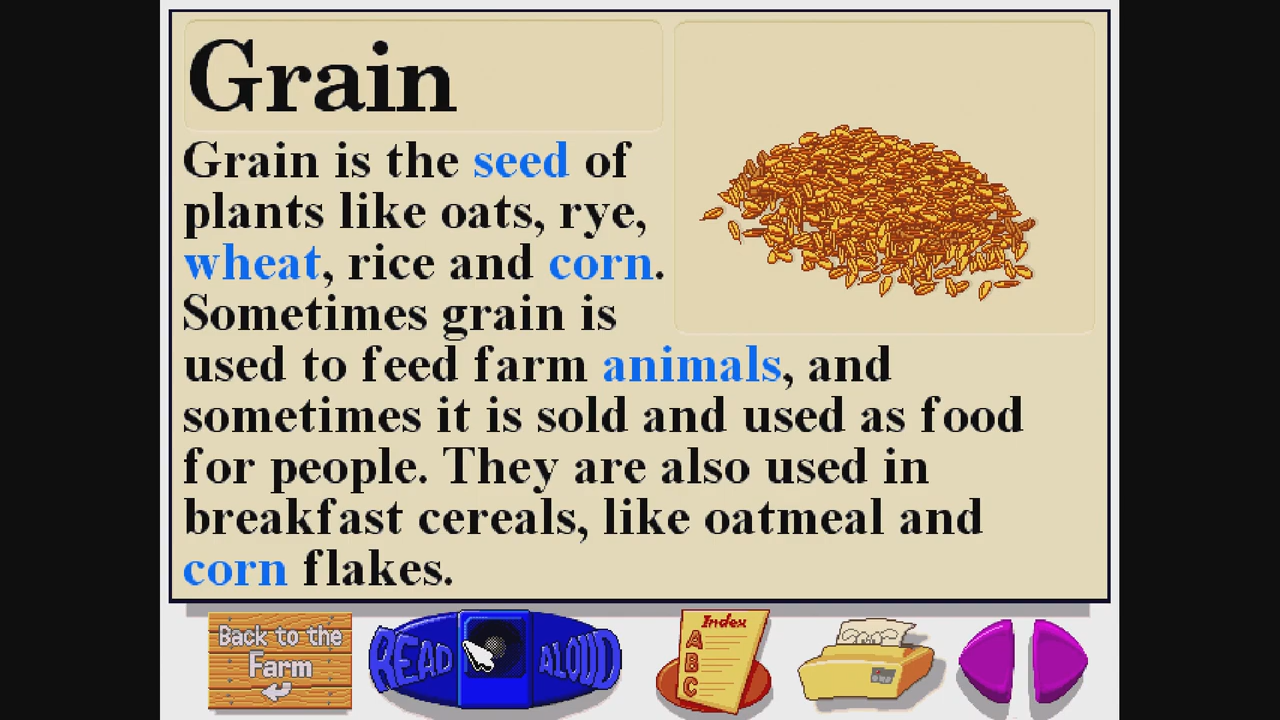 Grain
Grain is the seed of
plants like oats, rye,
wheat, rice and corn.
Sometimes grain is
used to feed farm animals, and
sometimes it is sold and used as food
for people. They are also used in
breakfast cereals, like oatmeal and
corn flakes.
Back to the
Farm
READ ALOUD
Index
A
B
C